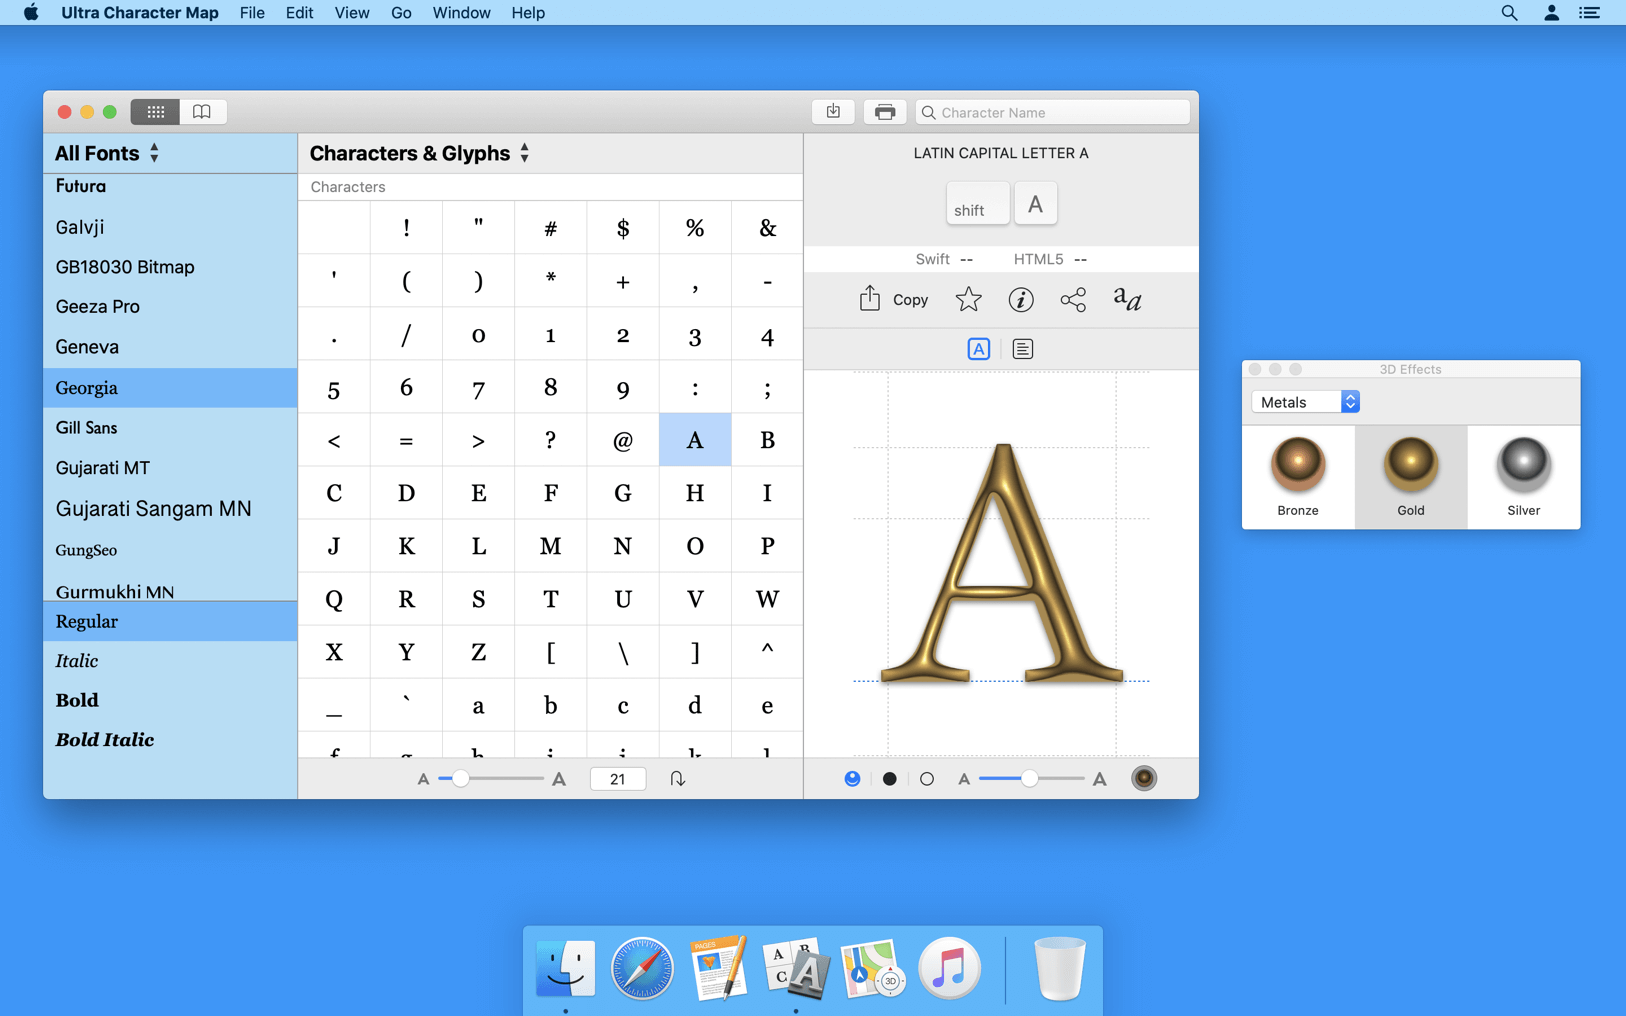 Ultra Character Map File Edit View Go Window Help
Character Name
All Fonts
Futura
Galvji
GB18030 Bitmap
Geeza Pro
Geneva
Georgia
Gill Sans
Gujarati MT
Gujarati Sangam MN
GungSeo
Gurmukhi MN
Regular
Italic
Bold
Bold Italic
Characters & Glyphs
Characters
! " # $ % &
' ( ) * + , -
. / 0 1 2 3 4
5 6 7 8 9 : ;
< = > ? @ A B
C D E F G H I
J K L M N O P
Q R S T U V W
X Y Z [ \ ] ^
_ ` a b c d e
f g h i j k l
A A 21
LATIN CAPITAL LETTER A
shift A
Swift -- HTML5 --
Copy aa
A
A
A A
3D Effects
Metals
Bronze Gold Silver
PAGES
A B
C A
3D